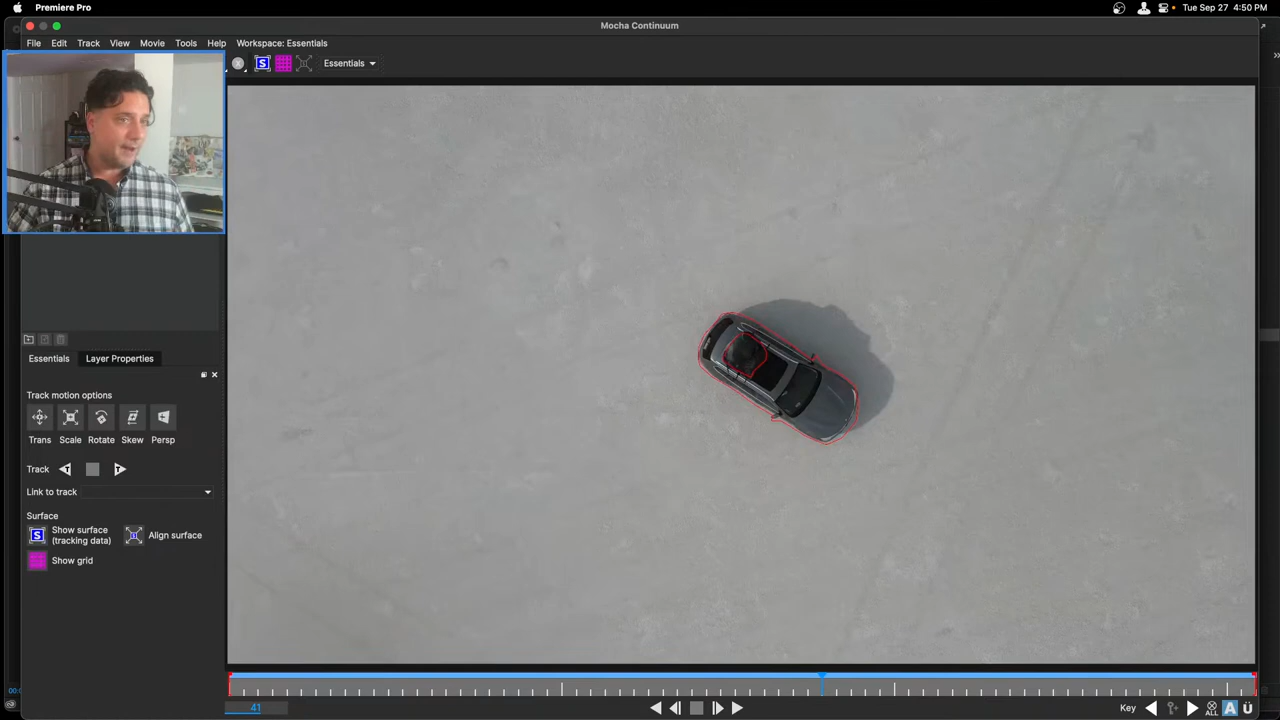 Premiere Pro
Tue Sep 27 4:50 PM
Mocha Continuum
File Edit Track View Movie Tools Help Workspace: Essentials
S Essentials
Essentials Layer Properties
Track motion options
Trans Scale Rotate Skew Persp
Track
Link to track
Surface
S Show surface
(tracking data)
Align surface
Show grid
41
Key ALL A Ü